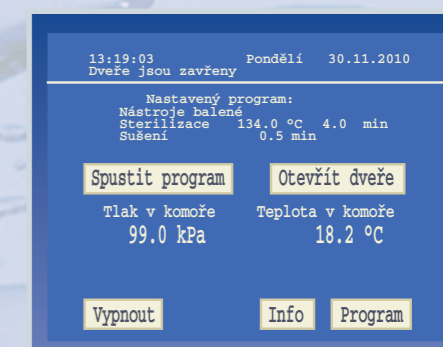 13:19:03 Pondělí 30.11.2010
Dveře jsou zavřeny
Nastavený program:
Nástroje balené
Sterilizace 134.0 ºC 4.0 min
Sušení 0.5 min
Spustit program Otevřít dveře
Tlak v komoře Teplota v komoře
99.0 kPa 18.2 ºC
Vypnout Info Program